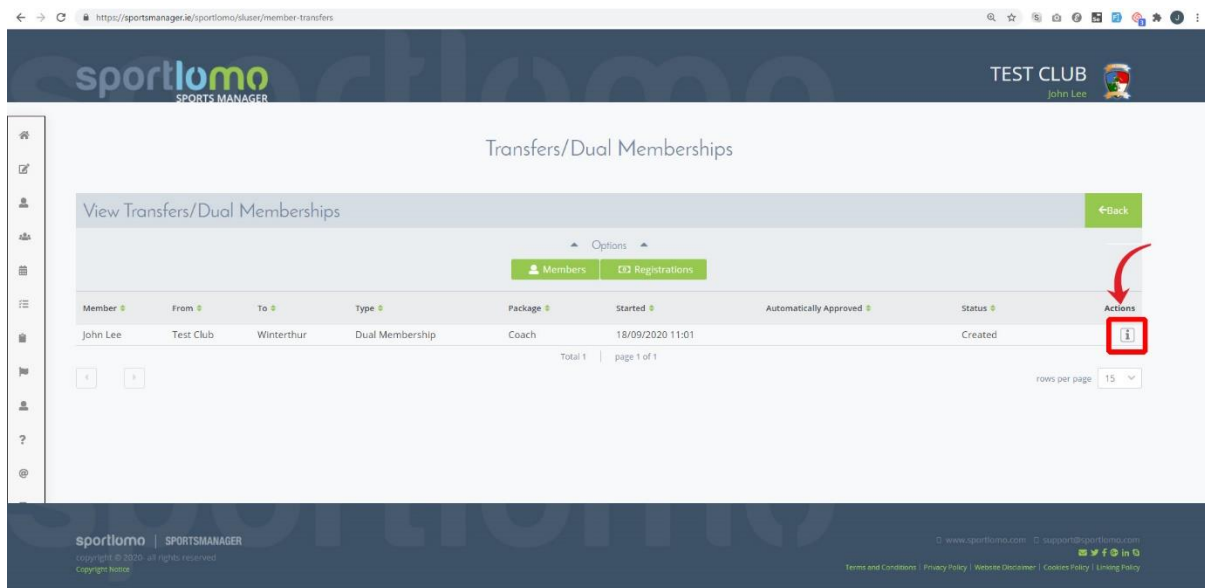 https://sportsmanager.ie/sportlomo/sluser/member-transfers
sportlomo
SPORTS MANAGER
TEST CLUB
John Lee
Transfers/Dual Memberships
View Transfers/Dual Memberships
Back
Options
Members Registrations
Member From To Type Package Started Automatically Approved Status Actions
John Lee Test Club Winterthur Dual Membership Coach 18/09/2020 11:01 Created i
Total 1 | page 1 of 1
rows per page 15
sportlomo | SPORTSMANAGER
copyright © 2020 all rights reserved
Copyright Notice
www.sportlomo.com support@sportlomo.com
Terms and Conditions | Privacy Policy | Website Disclaimer | Cookies Policy | Linking Policy